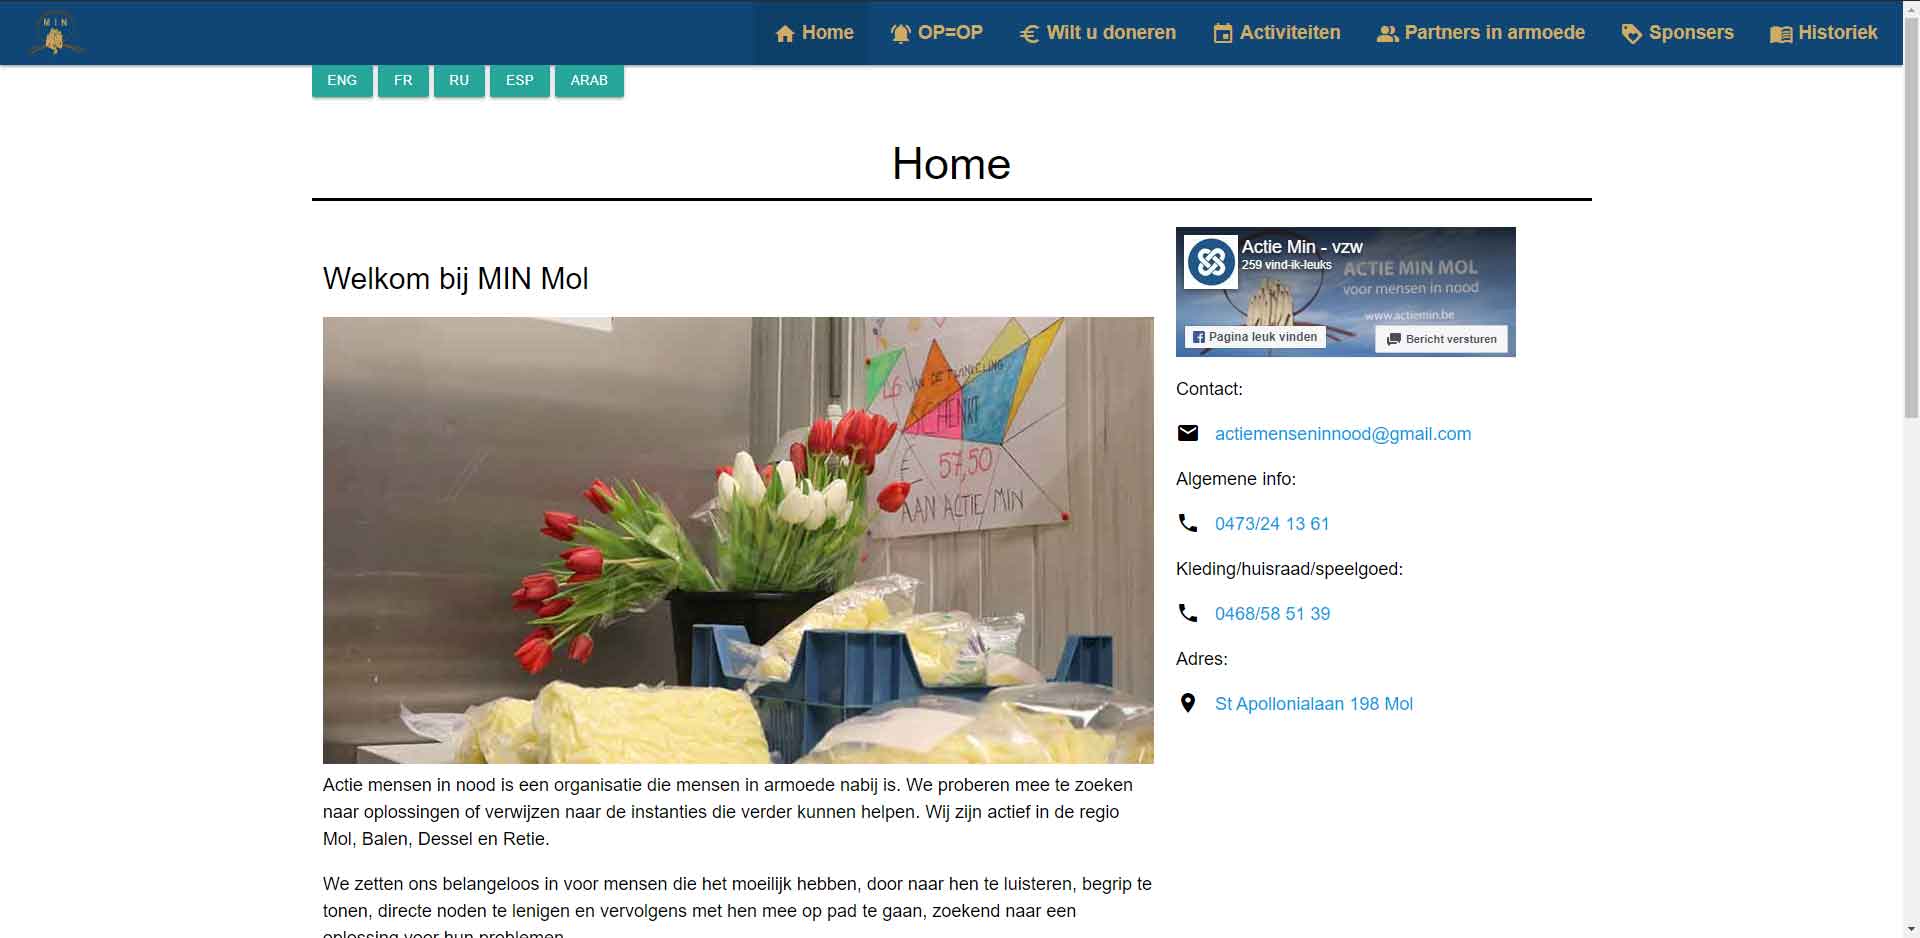 MIN
Home
OP=OP
Wilt u doneren
Activiteiten
Partners in armoede
Sponsers
Historiek
ENG
FR
RU
ESP
ARAB
Home
Welkom bij MIN Mol
L6 VAN DE TWINKELING
SCHENKT
€ 57,50
AAN ACTIE MIN
Actie mensen in nood is een organisatie die mensen in armoede nabij is. We proberen mee te zoeken
naar oplossingen of verwijzen naar de instanties die verder kunnen helpen. Wij zijn actief in de regio
Mol, Balen, Dessel en Retie.
We zetten ons belangeloos in voor mensen die het moeilijk hebben, door naar hen te luisteren, begrip te
tonen, directe noden te lenigen en vervolgens met hen mee op pad te gaan, zoekend naar een
oplossing voor hun problemen.
Actie Min - vzw
259 vind-ik-leuks
ACTIE MIN MOL
voor mensen in nood
www.actiemin.be
Pagina leuk vinden
Bericht versturen
Contact:
actiemenseninnood@gmail.com
Algemene info:
0473/24 13 61
Kleding/huisraad/speelgoed:
0468/58 51 39
Adres:
St Apollonialaan 198 Mol